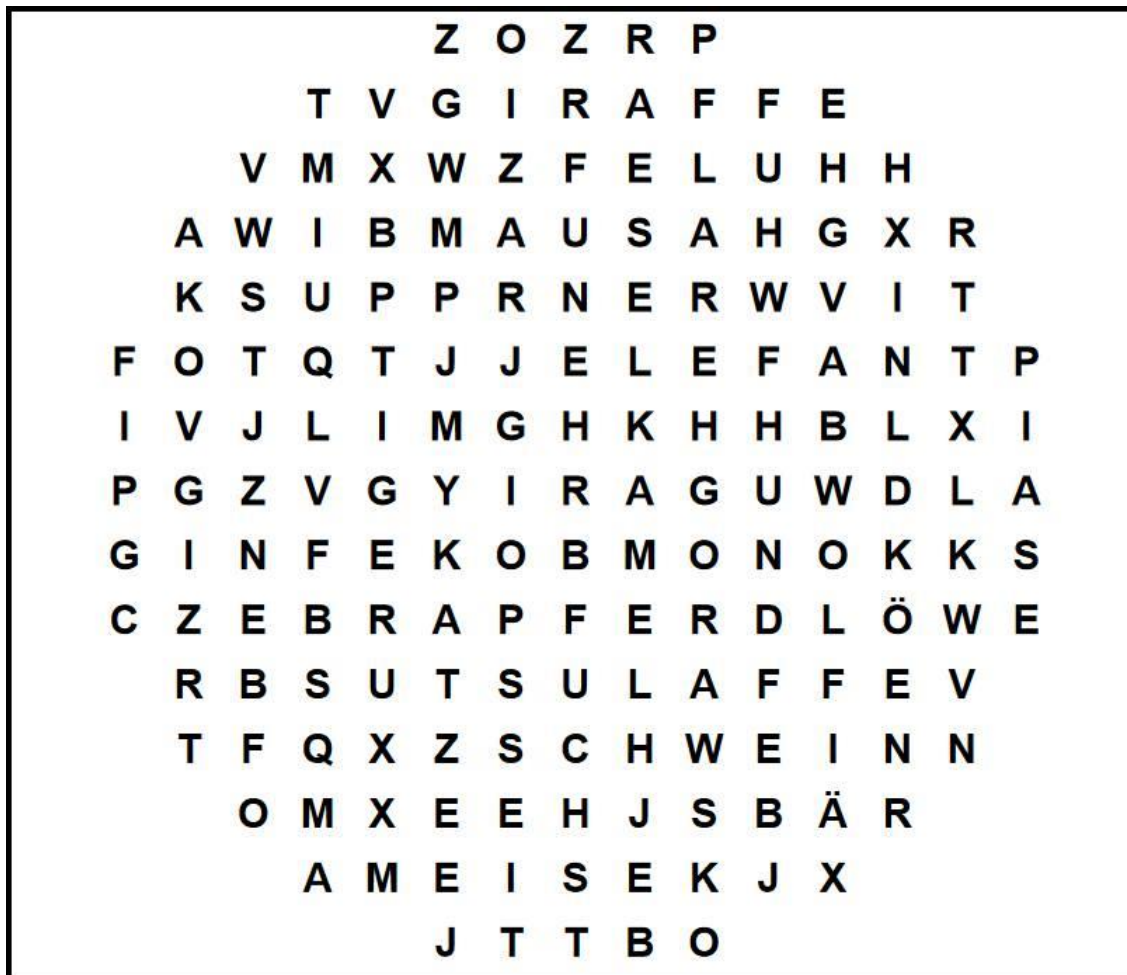 Z O Z R P
T V G I R A F F E
V M X W Z F E L U H H
A W I B M A U S A H G X R
K S U P P R N E R W V I T
F O T Q T J J E L E F A N T P
I V J L I M G H K H H B L X I
P G Z V G Y I R A G U W D L A
G I N F E K O B M O N O K K S
C Z E B R A P F E R D L Ö W E
R B S U T S U L A F F E V
T F Q X Z S C H W E I N N
O M X E E H J S B Ä R
A M E I S E K J X
J T T B O